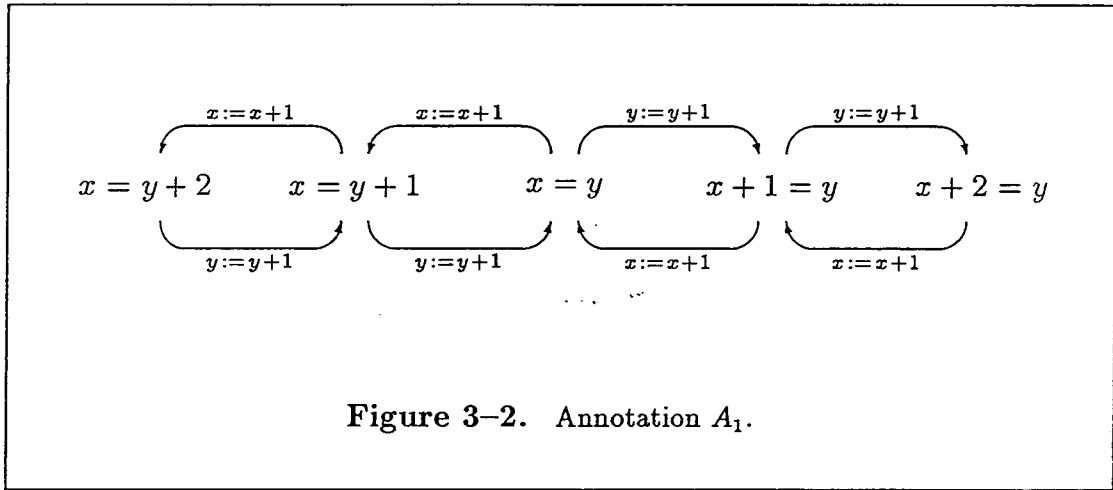 x:=x+1 x:=x+1 y:=y+1 y:=y+1
x = y + 2 x = y + 1 x = y x + 1 = y x + 2 = y
y:=y+1 y:=y+1 x:=x+1 x:=x+1
Figure 3–2. Annotation A₁.